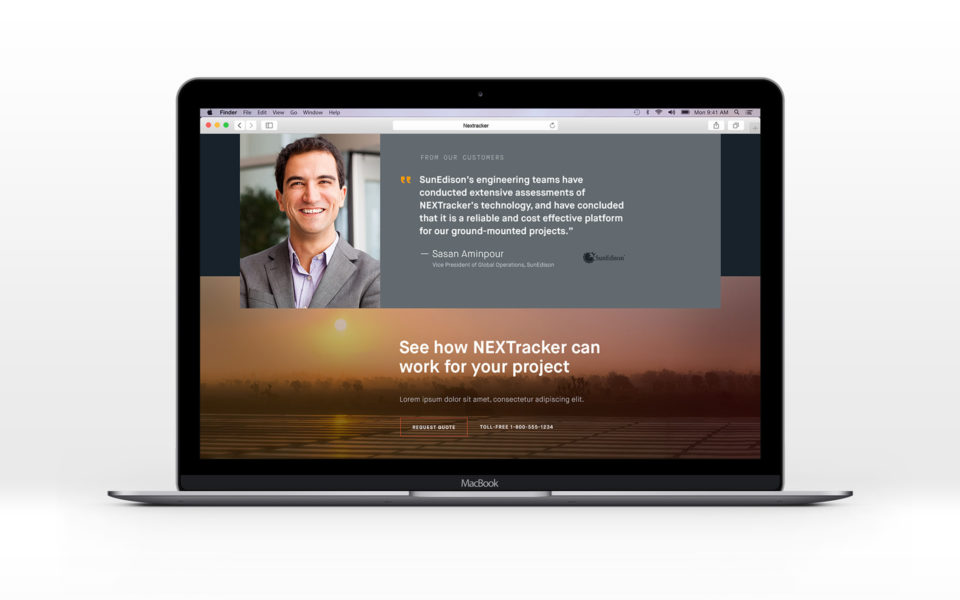 Finder File Edit View Go Window Help Mon 9:41 AM
Nextracker
FROM OUR CUSTOMERS
SunEdison's engineering teams have
conducted extensive assessments of
NEXTracker's technology, and have concluded
that it is a reliable and cost effective platform
for our ground-mounted projects."
— Sasan Aminpour
Vice President of Global Operations, SunEdison
SunEdison
See how NEXTracker can
work for your project
Lorem ipsum dolor sit amet, consectetur adipiscing elit.
REQUEST QUOTE TOLL-FREE 1-800-555-1234
MacBook